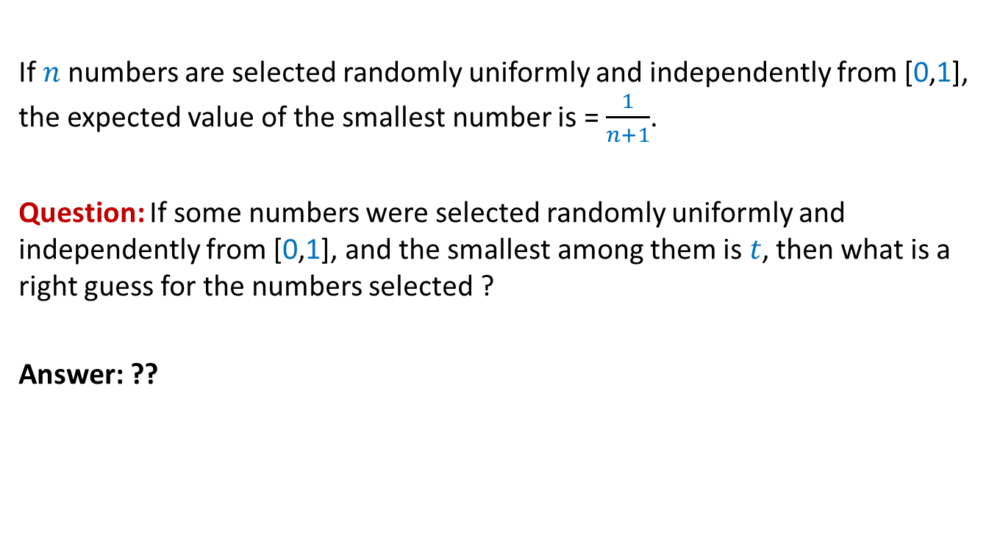 If n numbers are selected randomly uniformly and independently from [0,1],
the expected value of the smallest number is = 1/(n+1).
Question: If some numbers were selected randomly uniformly and
independently from [0,1], and the smallest among them is t, then what is a
right guess for the numbers selected ?
Answer: ??